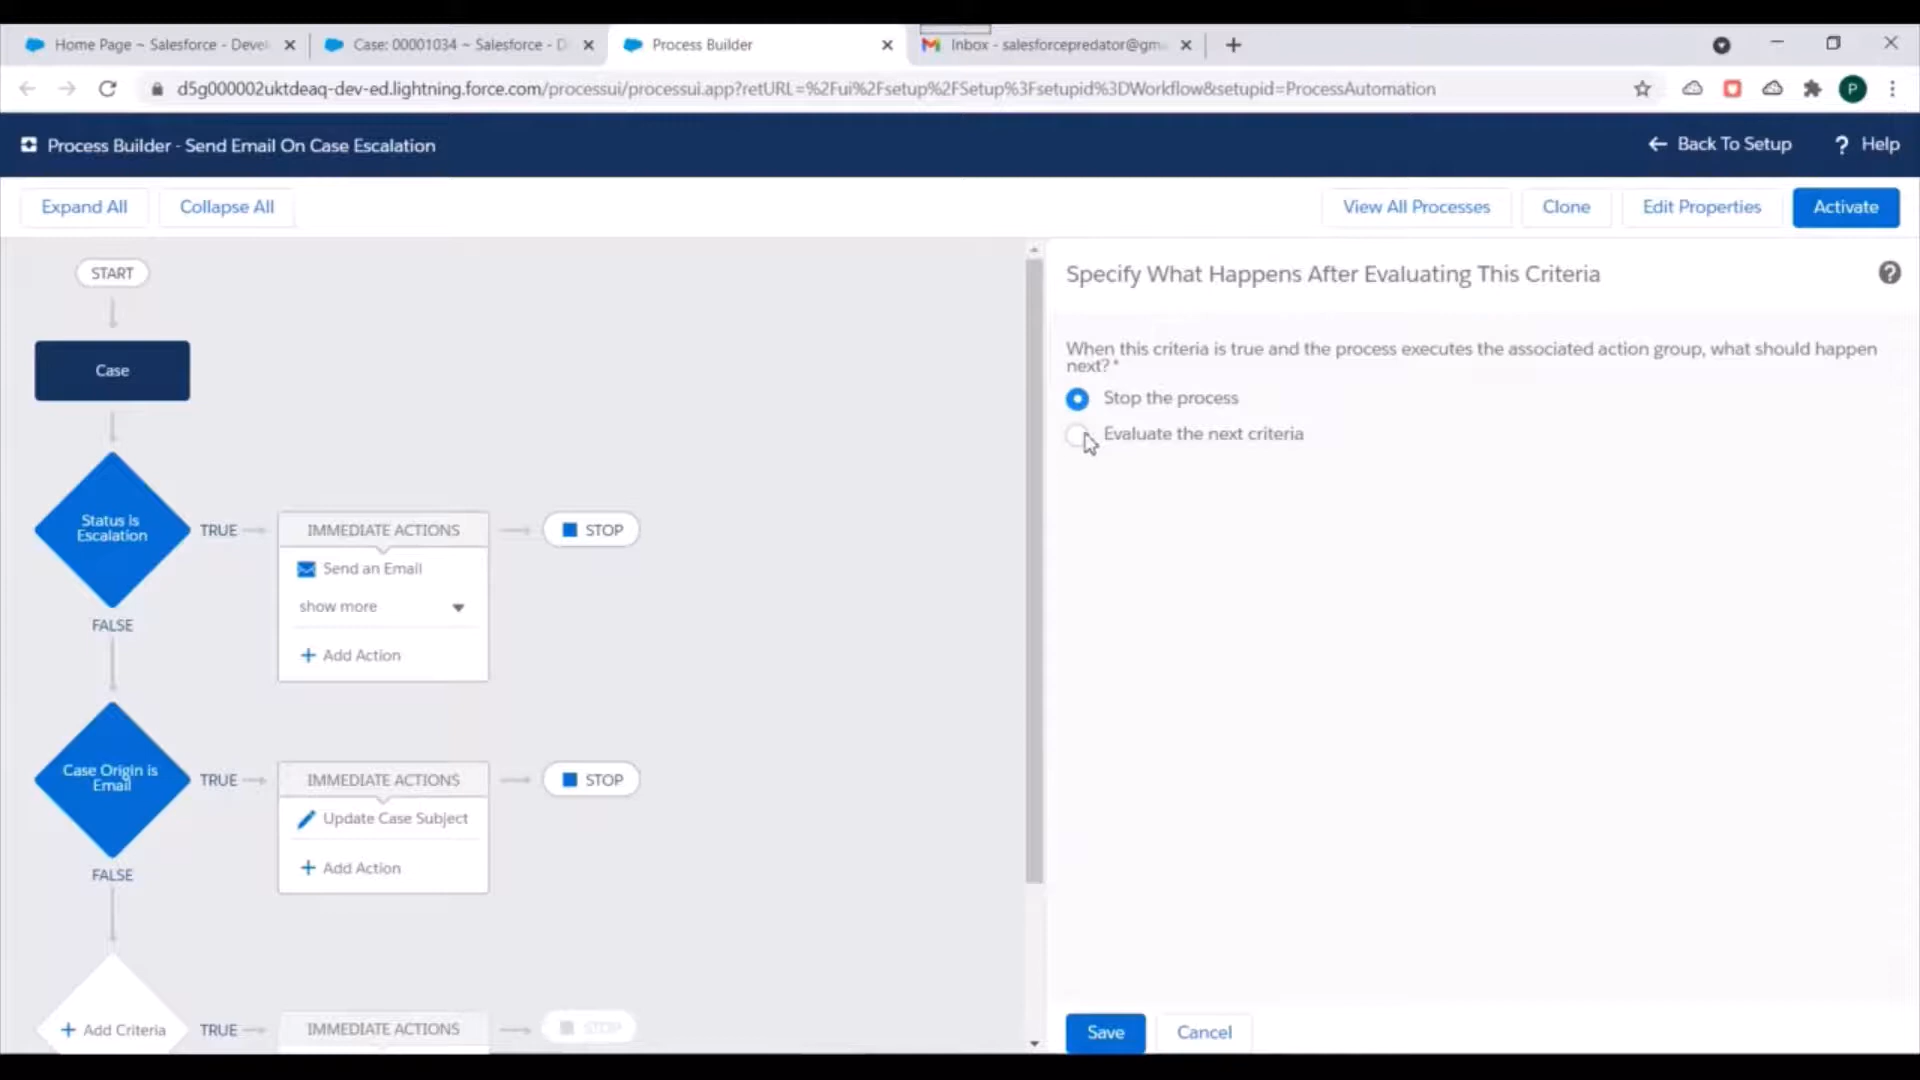 Home Page ~ Salesforce - Devel
Case: 00001034 ~ Salesforce - D
Process Builder
Inbox - salesforcepredator@gma
d5g000002uktdeaq-dev-ed.lightning.force.com/processui/processui.app?retURL=%2Fui%2Fsetup%2FSetup%3Fsetupid%3DWorkflow&setupid=ProcessAutomation
P
Process Builder - Send Email On Case Escalation
Back To Setup
? Help
Expand All
Collapse All
View All Processes
Clone
Edit Properties
Activate
START
Case
Status is
Escalation
TRUE
IMMEDIATE ACTIONS
STOP
Send an Email
show more
+ Add Action
FALSE
Case Origin is
Email
TRUE
IMMEDIATE ACTIONS
STOP
Update Case Subject
+ Add Action
FALSE
+ Add Criteria
TRUE
IMMEDIATE ACTIONS
STOP
Specify What Happens After Evaluating This Criteria
?
When this criteria is true and the process executes the associated action group, what should happen
next? *
Stop the process
Evaluate the next criteria
Save
Cancel